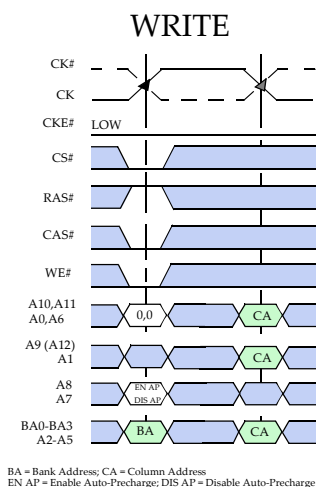 WRITE
CK#
CK
CKE# LOW
CS#
RAS#
CAS#
WE#
A10,A11
A0,A6
0,0 CA
A9 (A12)
A1
CA
A8
A7
EN AP
DIS AP
BA0-BA3
A2-A5
BA CA
BA = Bank Address; CA = Column Address
EN AP = Enable Auto-Precharge; DIS AP = Disable Auto-Precharge